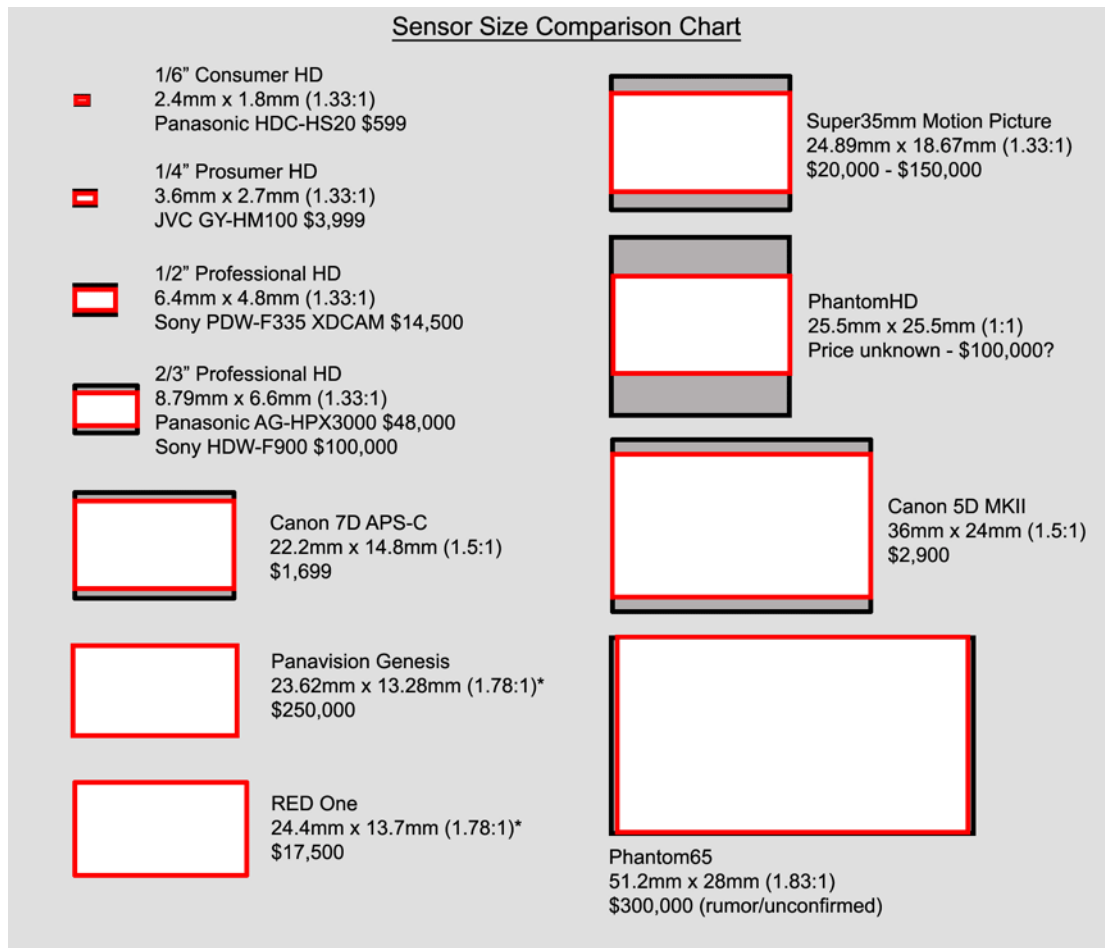 Sensor Size Comparison Chart
1/6” Consumer HD
2.4mm x 1.8mm (1.33:1)
Panasonic HDC-HS20 $599
1/4” Prosumer HD
3.6mm x 2.7mm (1.33:1)
JVC GY-HM100 $3,999
1/2” Professional HD
6.4mm x 4.8mm (1.33:1)
Sony PDW-F335 XDCAM $14,500
2/3” Professional HD
8.79mm x 6.6mm (1.33:1)
Panasonic AG-HPX3000 $48,000
Sony HDW-F900 $100,000
Canon 7D APS-C
22.2mm x 14.8mm (1.5:1)
$1,699
Panavision Genesis
23.62mm x 13.28mm (1.78:1)*
$250,000
RED One
24.4mm x 13.7mm (1.78:1)*
$17,500
Super35mm Motion Picture
24.89mm x 18.67mm (1.33:1)
$20,000 - $150,000
PhantomHD
25.5mm x 25.5mm (1:1)
Price unknown - $100,000?
Canon 5D MKII
36mm x 24mm (1.5:1)
$2,900
Phantom65
51.2mm x 28mm (1.83:1)
$300,000 (rumor/unconfirmed)